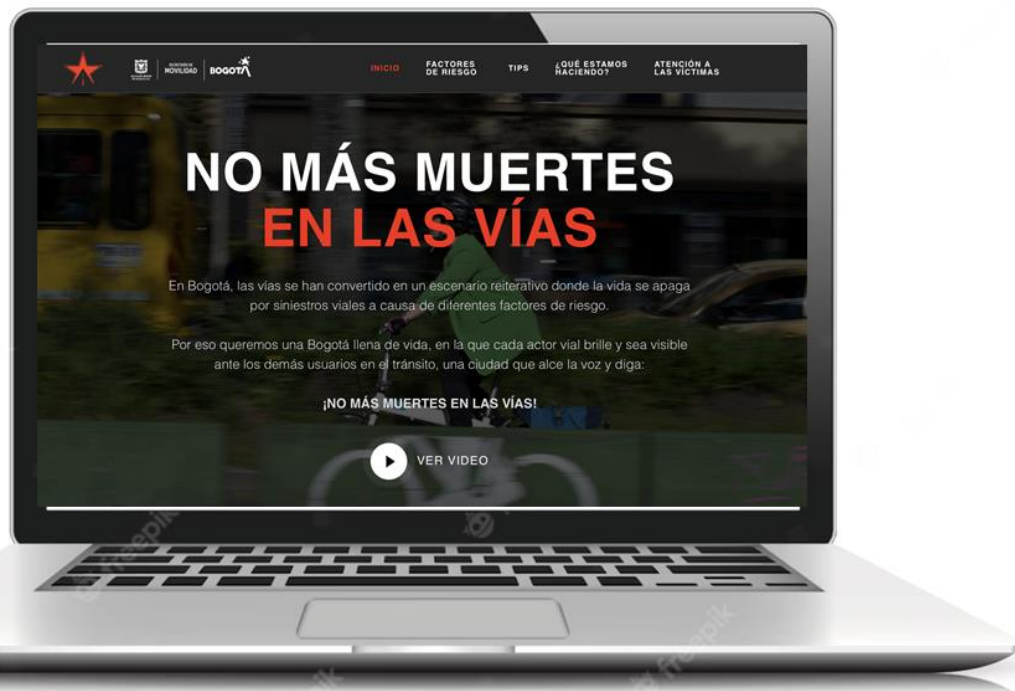 SECRETARÍA DE
MOVILIDAD
BOGOTÁ
INICIO
FACTORES
DE RIESGO
TIPS
¿QUÉ ESTAMOS
HACIENDO?
ATENCIÓN A
LAS VÍCTIMAS
NO MÁS MUERTES
EN LAS VÍAS
En Bogotá, las vías se han convertido en un escenario reiterativo donde la vida se apaga
por siniestros viales a causa de diferentes factores de riesgo.
Por eso queremos una Bogotá llena de vida, en la que cada actor vial brille y sea visible
ante los demás usuarios en el tránsito, una ciudad que alce la voz y diga:
¡NO MÁS MUERTES EN LAS VÍAS!
VER VIDEO
freepik
freepik
freepik